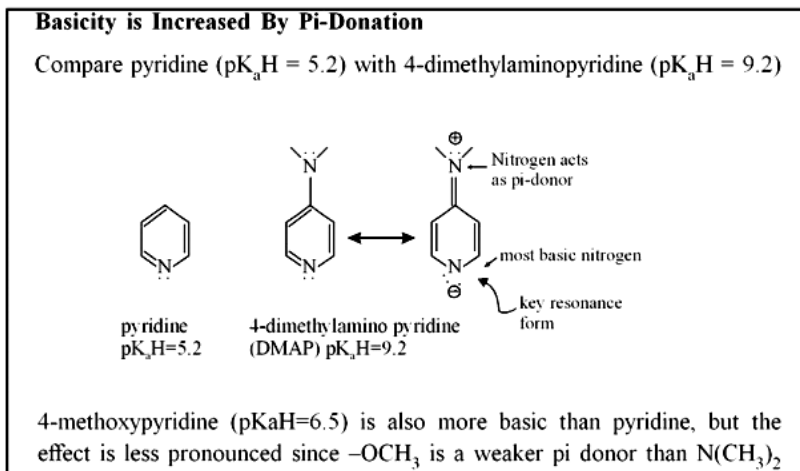 Basicity is Increased By Pi-Donation
Compare pyridine (pKₐH = 5.2) with 4-dimethylaminopyridine (pKₐH = 9.2)
⊕
N
Nitrogen acts
as pi-donor
N
N
N
N
most basic nitrogen
⊖
key resonance
form
pyridine
pKₐH=5.2
4-dimethylamino pyridine
(DMAP) pKₐH=9.2
4-methoxypyridine (pKaH=6.5) is also more basic than pyridine, but the
effect is less pronounced since –OCH₃ is a weaker pi donor than N(CH₃)₂